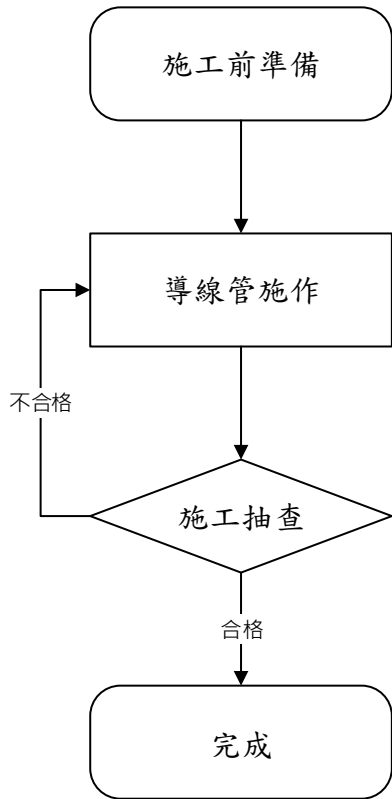 施工前準備
導線管施作
不合格
施工抽查
合格
完成